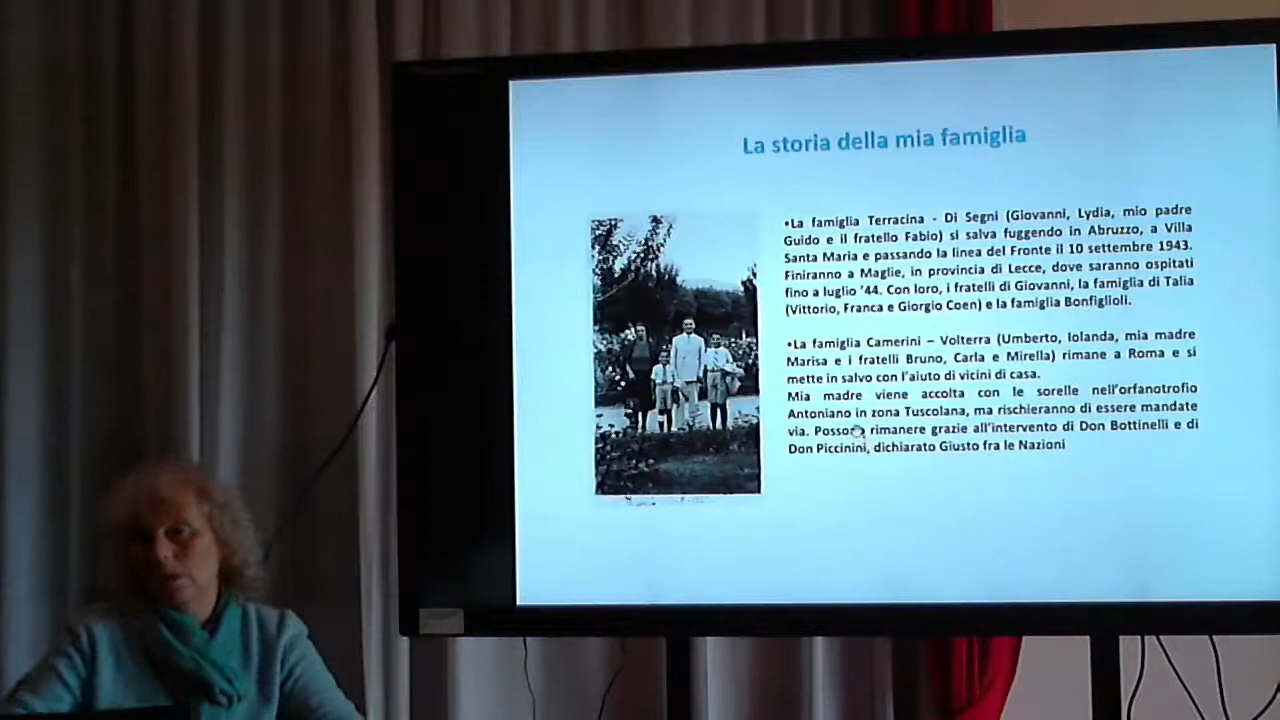 La storia della mia famiglia
•La famiglia Terracina - Di Segni (Giovanni, Lydia, mio padre
Guido e il fratello Fabio) si salva fuggendo in Abruzzo, a Villa
Santa Maria e passando la linea del Fronte il 10 settembre 1943.
Finiranno a Maglie, in provincia di Lecce, dove saranno ospitati
fino a luglio '44. Con loro, i fratelli di Giovanni, la famiglia di Talia
(Vittorio, Franca e Giorgio Coen) e la famiglia Bonfiglioli.
•La famiglia Camerini – Volterra (Umberto, Iolanda, mia madre
Marisa e i fratelli Bruno, Carla e Mirella) rimane a Roma e si
mette in salvo con l'aiuto di vicini di casa.
Mia madre viene accolta con le sorelle nell'orfanotrofio
Antoniano in zona Tuscolana, ma rischieranno di essere mandate
via. Possono rimanere grazie all'intervento di Don Bottinelli e di
Don Piccinini, dichiarato Giusto fra le Nazioni